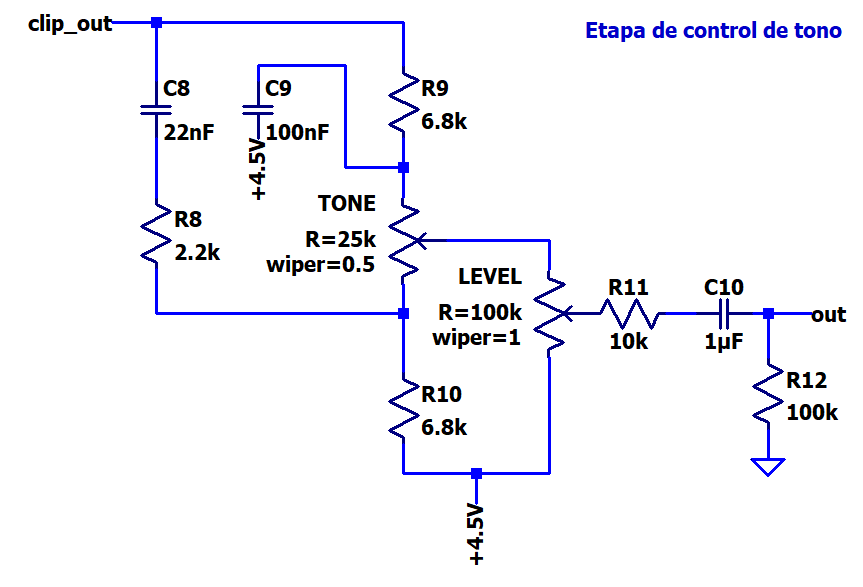 clip_out
Etapa de control de tono
C8
22nF
C9
100nF
+4.5V
R9
6.8k
R8
2.2k
TONE
R=25k
wiper=0.5
LEVEL
R=100k
wiper=1
R11
10k
C10
1µF
out
R10
6.8k
R12
100k
+4.5V